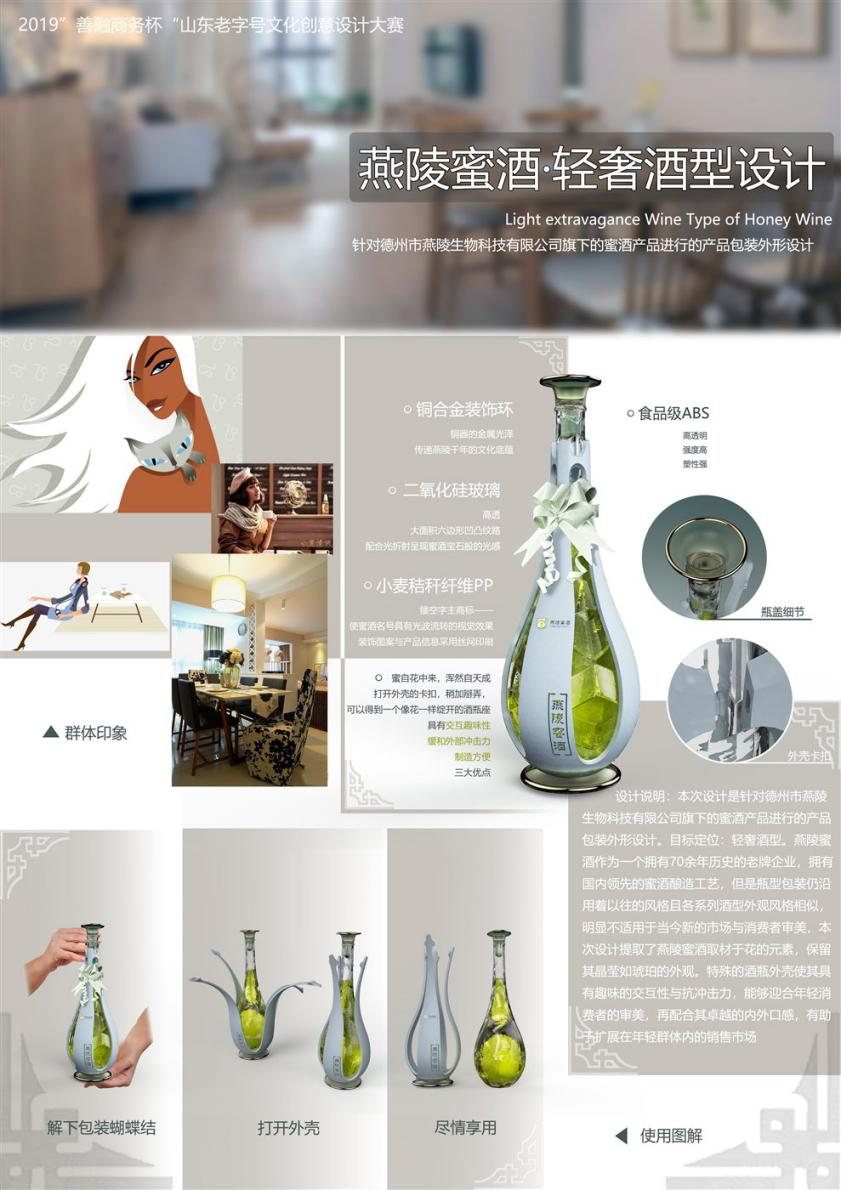 2019”善融商务杯“山东老字号文化创意设计大赛
燕陵蜜酒·轻奢酒型设计
Light extravagance Wine Type of Honey Wine
针对德州市燕陵生物科技有限公司旗下的蜜酒产品进行的产品包装外形设计
铜合金装饰环
铜器的金属光泽
传递燕陵千年的文化底蕴
二氧化硅玻璃
高透
大面积六边形凹凸纹路
配合光折射呈现蜜酒宝石般的光感
小麦秸秆纤维PP
镂空字主商标——
使蜜酒名号具有光波流转的视觉效果
装饰图案与产品信息采用丝网印刷
蜜自花中来，浑然自天成
打开外壳的卡扣，稍加掰弄，
可以得到一个像花一样绽开的酒瓶座
具有交互趣味性
缓和外部冲击力
制造方便
三大优点
食品级ABS
高透明
强度高
塑性强
瓶盖细节
外壳卡扣
燕陵蜜酒
燕陵蜜酒
群体印象
设计说明：本次设计是针对德州市燕陵
生物科技有限公司旗下的蜜酒产品进行的产品
包装外形设计。目标定位：轻奢酒型。燕陵蜜
酒作为一个拥有70余年历史的老牌企业，拥有
国内领先的蜜酒酿造工艺，但是瓶型包装仍沿
用着以往的风格且各系列酒型外观风格相似，
明显不适用于当今新的市场与消费者审美，本
次设计提取了燕陵蜜酒取材于花的元素，保留
其晶莹如琥珀的外观。特殊的酒瓶外壳使其具
有趣味的交互性与抗冲击力，能够迎合年轻消
费者的审美，再配合其卓越的内外口感，有助
于扩展在年轻群体内的销售市场
解下包装蝴蝶结
打开外壳
尽情享用
使用图解